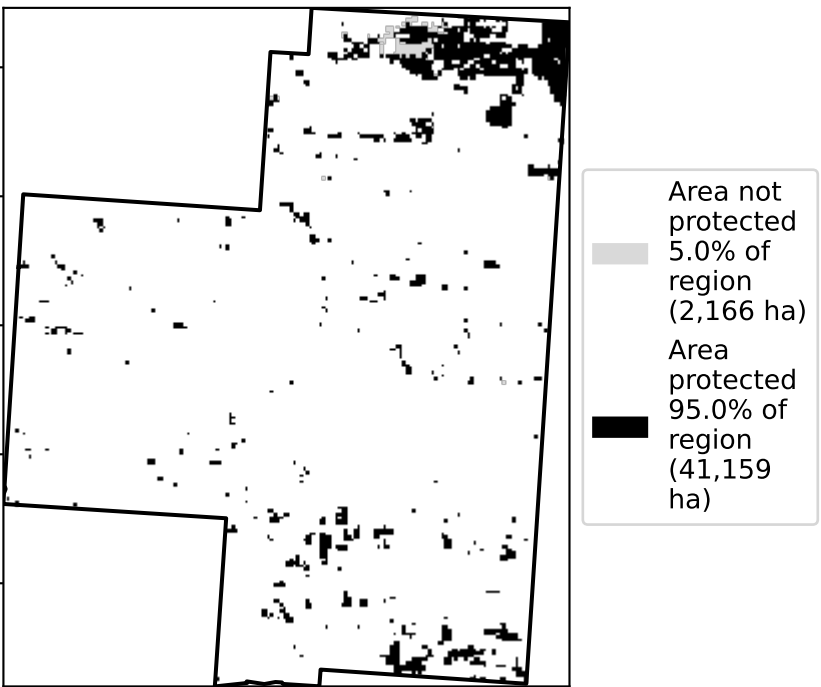 Area not
protected
5.0% of
region
(2,166 ha)
Area
protected
95.0% of
region
(41,159
ha)